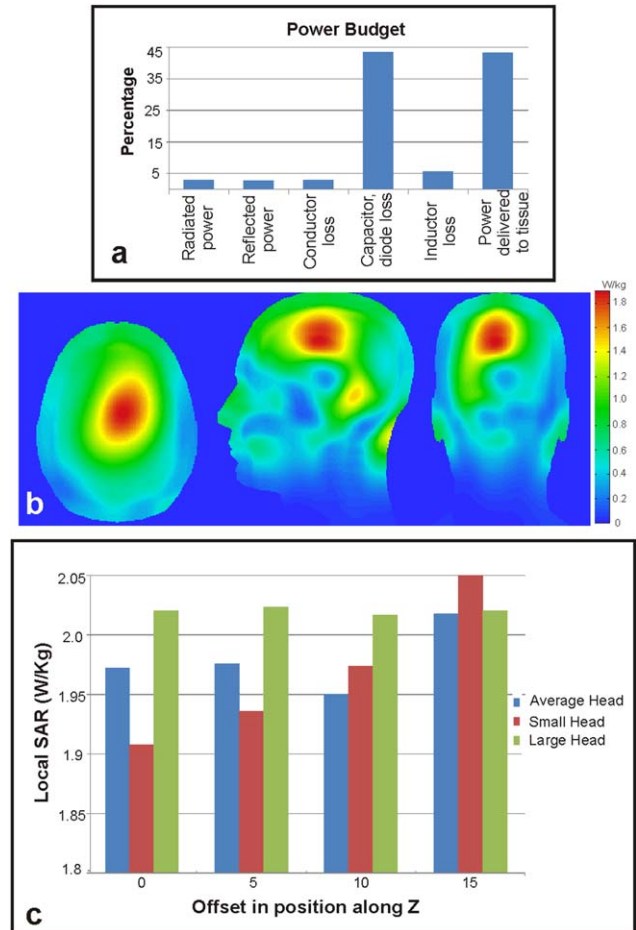 Power Budget
Percentage
45
35
25
15
5
Radiated
power
Reflected
power
Conductor
loss
Capacitor,
diode loss
Inductor
loss
Power
delivered
to tissue
a
W/kg
1.8
1.6
1.4
1.2
1
0.8
0.6
0.4
0.2
0
b
Local SAR (W/Kg)
2.05
2.0
1.95
1.9
1.85
1.8
0 5 10 15
Offset in position along Z
Average Head
Small Head
Large Head
c